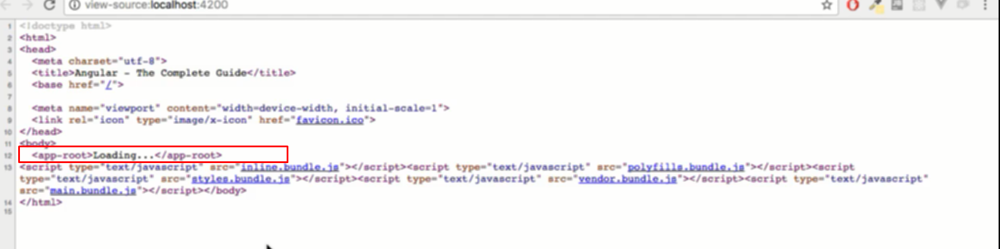 view-source:localhost:4200
1 <!doctype html>
2 <html>
3 <head>
4 <meta charset="utf-8">
5 <title>Angular - The Complete Guide</title>
6 <base href="/">
7
8 <meta name="viewport" content="width=device-width, initial-scale=1">
9 <link rel="icon" type="image/x-icon" href="favicon.ico">
10 </head>
11 <body>
12 <app-root>Loading...</app-root>
13 <script type="text/javascript" src="inline.bundle.js"></script><script type="text/javascript" src="polyfills.bundle.js"></script><script
type="text/javascript" src="styles.bundle.js"></script><script type="text/javascript" src="vendor.bundle.js"></script><script type="text/javascript"
src="main.bundle.js"></script></body>
14 </html>
15